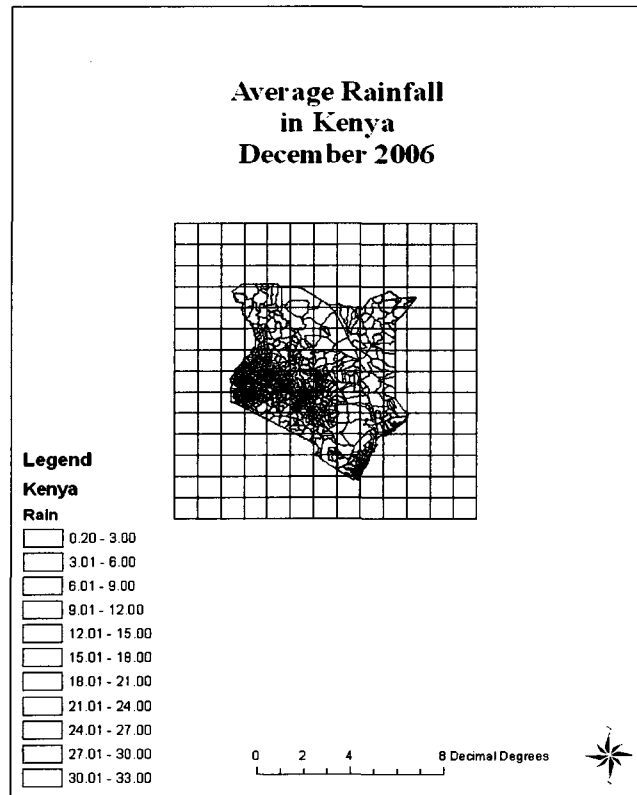 Average Rainfall
in Kenya
December 2006
Legend
Kenya
Rain
0.20 - 3.00
3.01 - 6.00
6.01 - 9.00
9.01 - 12.00
12.01 - 15.00
15.01 - 18.00
18.01 - 21.00
21.01 - 24.00
24.01 - 27.00
27.01 - 30.00
30.01 - 33.00
0 2 4 8 Decimal Degrees